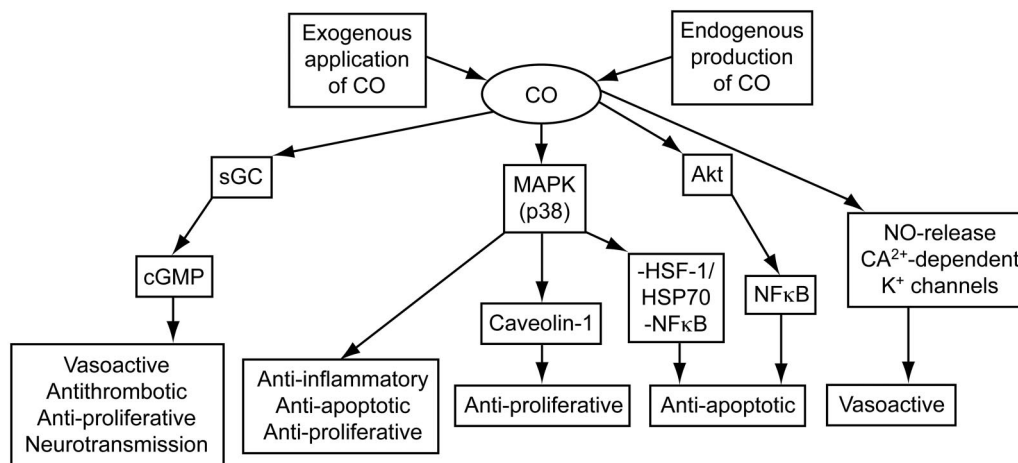 Exogenous
application
of CO
Endogenous
production
of CO
CO
sGC
MAPK
(p38)
Akt
NO-release
CA²⁺-dependent
K⁺ channels
cGMP
Caveolin-1
-HSF-1/
HSP70
-NFκB
NFκB
Vasoactive
Antithrombotic
Anti-proliferative
Neurotransmission
Anti-inflammatory
Anti-apoptotic
Anti-proliferative
Anti-proliferative
Anti-apoptotic
Vasoactive